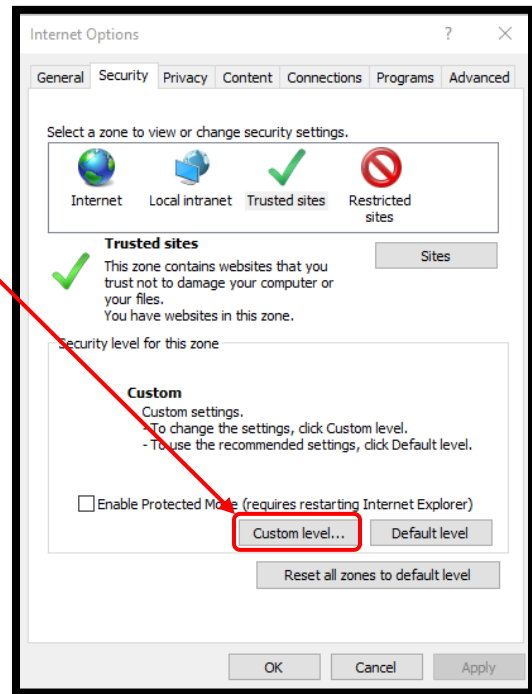 Internet Options ?
General Security Privacy Content Connections Programs Advanced
Select a zone to view or change security settings.
Internet Local intranet Trusted sites Restricted
sites
Trusted sites
Sites
This zone contains websites that you
trust not to damage your computer or
your files.
You have websites in this zone.
Security level for this zone
Custom
Custom settings.
- To change the settings, click Custom level.
- To use the recommended settings, click Default level.
Enable Protected Mode (requires restarting Internet Explorer)
Custom level... Default level
Reset all zones to default level
OK Cancel Apply